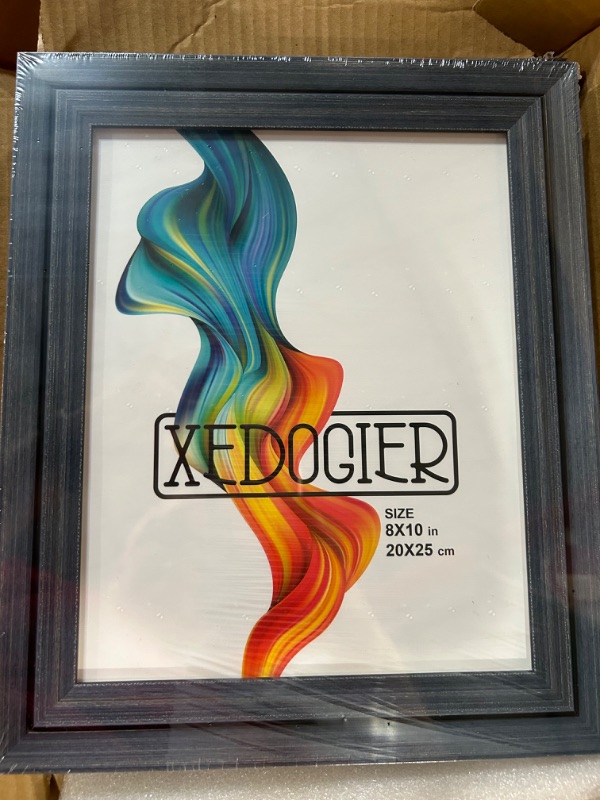 XEDOGIER
SIZE
8X10 in
20X25 cm